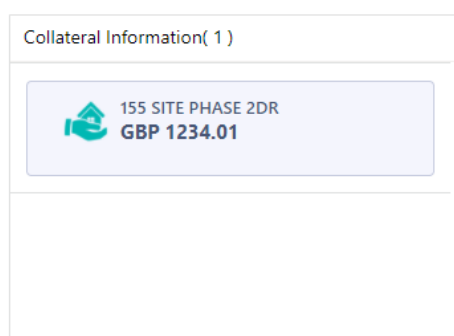 Collateral Information( 1 )
155 SITE PHASE 2DR
GBP 1234.01